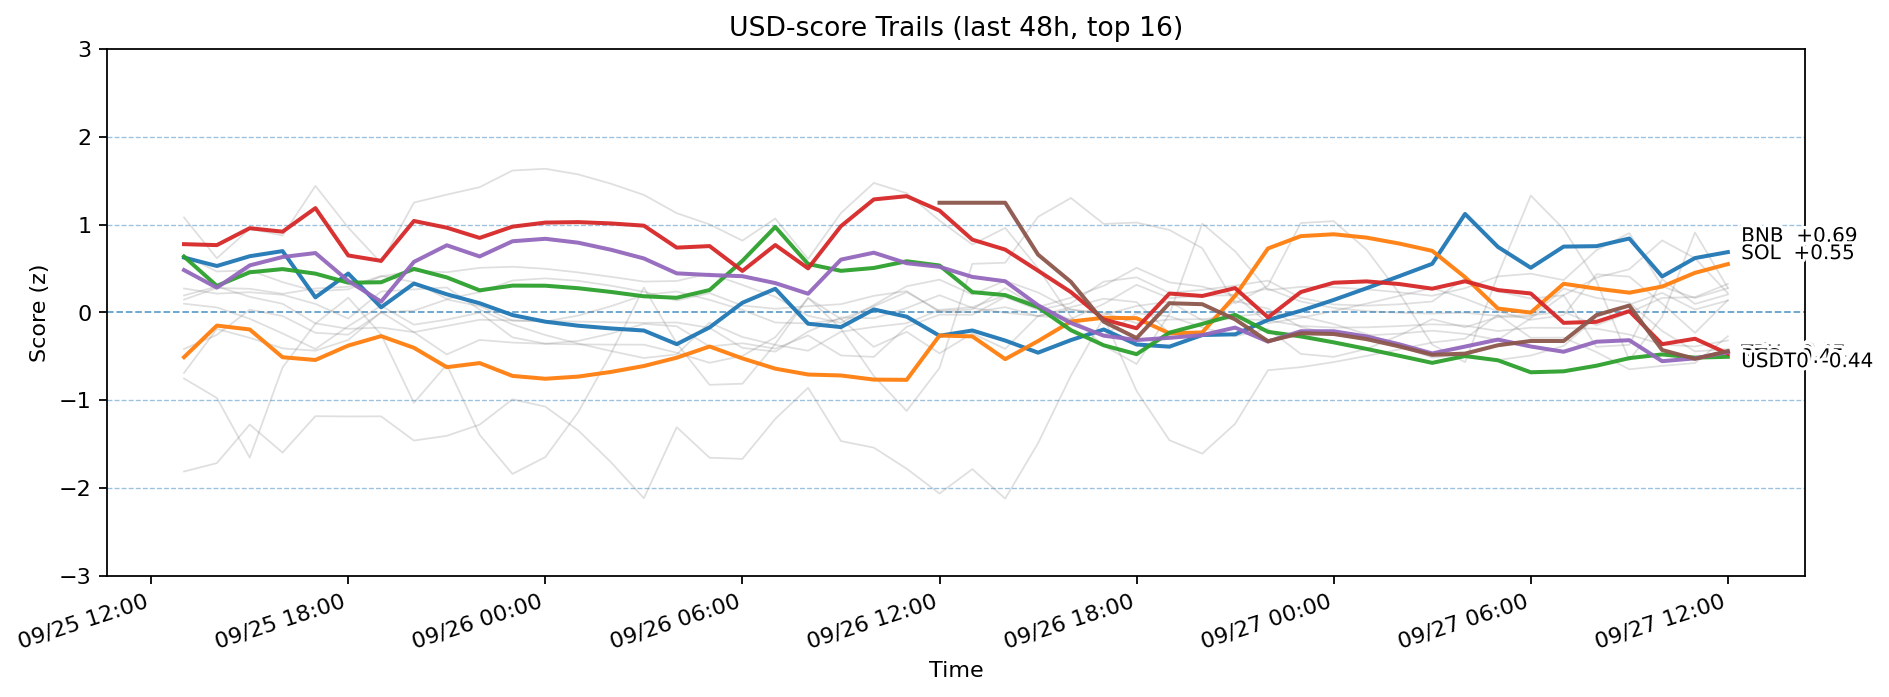 USD-score Trails (last 48h, top 16)
3
2
1
0
−1
−2
−3
Score (z)
BNB +0.69
SOL +0.55
USDT0 -0.44
09/25 12:00
09/25 18:00
09/26 00:00
09/26 06:00
09/26 12:00
09/26 18:00
09/27 00:00
09/27 06:00
09/27 12:00
Time